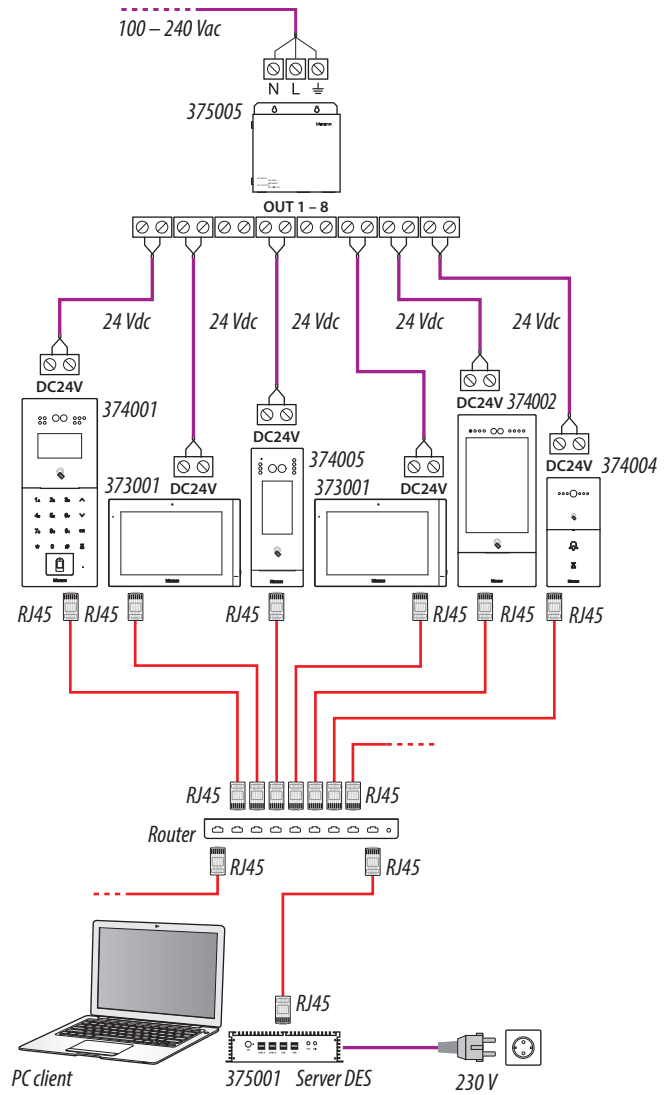 100 – 240 Vac
N L
375005
OUT 1 – 8
24 Vdc 24 Vdc 24 Vdc 24 Vdc 24 Vdc
DC24V
374001
DC24V 374002
DC24V
374005
DC24V 374004
373001 DC24V
373001 DC24V
RJ45 RJ45 RJ45 RJ45 RJ45 RJ45
RJ45 RJ45
Router
RJ45 RJ45
RJ45
PC client 375001 Server DES 230 V